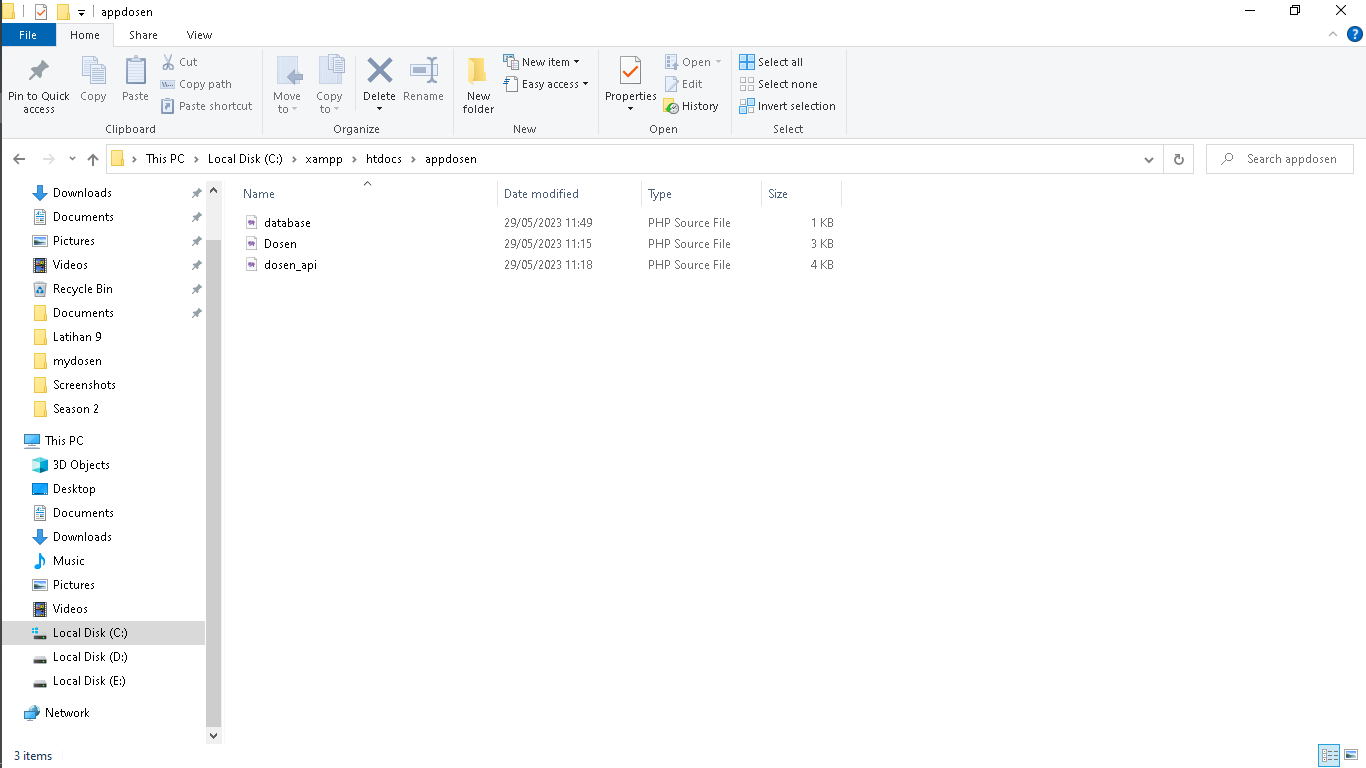 appdosen
File Home Share View
Pin to Quick access
Copy
Paste
Cut
Copy path
Paste shortcut
Clipboard
Move to
Copy to
Delete
Rename
Organize
New folder
New item
Easy access
New
Properties
Open
Edit
History
Open
Select all
Select none
Invert selection
Select
This PC Local Disk (C:) xampp htdocs appdosen
Search appdosen
Downloads
Documents
Pictures
Videos
Recycle Bin
Documents
Latihan 9
mydosen
Screenshots
Season 2
This PC
3D Objects
Desktop
Documents
Downloads
Music
Pictures
Videos
Local Disk (C:)
Local Disk (D:)
Local Disk (E:)
Network
Name Date modified Type Size
database 29/05/2023 11:49 PHP Source File 1 KB
Dosen 29/05/2023 11:15 PHP Source File 3 KB
dosen_api 29/05/2023 11:18 PHP Source File 4 KB
3 items